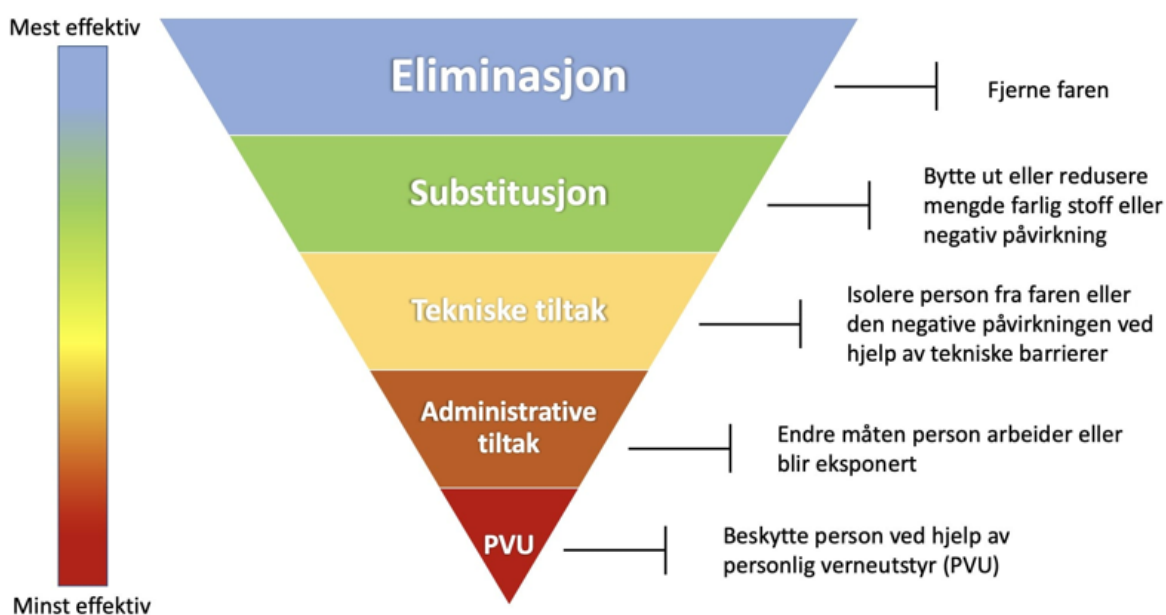 Mest effektiv
Eliminasjon
Fjerne faren
Substitusjon
Bytte ut eller redusere
mengde farlig stoff eller
negativ påvirkning
Tekniske tiltak
Isolere person fra faren eller
den negative påvirkningen ved
hjelp av tekniske barrierer
Administrative
tiltak
Endre måten person arbeider eller
blir eksponert
PVU
Beskytte person ved hjelp av
personlig verneutstyr (PVU)
Minst effektiv